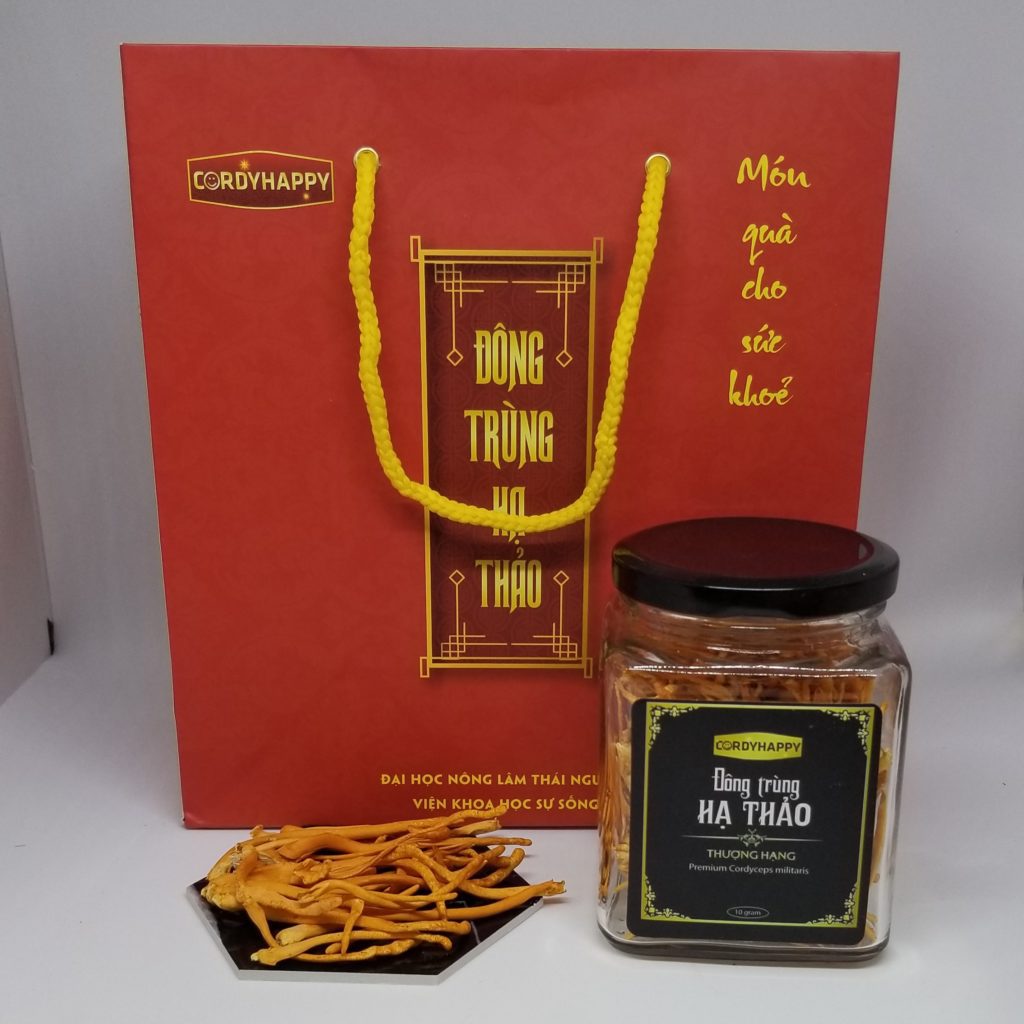 CORDYHAPPY
Món
quà
cho
sức
khoẻ
ĐÔNG
TRÙNG
HẠ
THẢO
ĐẠI HỌC NÔNG LÂM THÁI
VIỆN KHOA HỌC SỰ SỐNG
CORDYHAPPY
Đông trùng
HẠ THẢO
THƯỢNG HẠNG
Premium Cordyceps militaris
10 gram